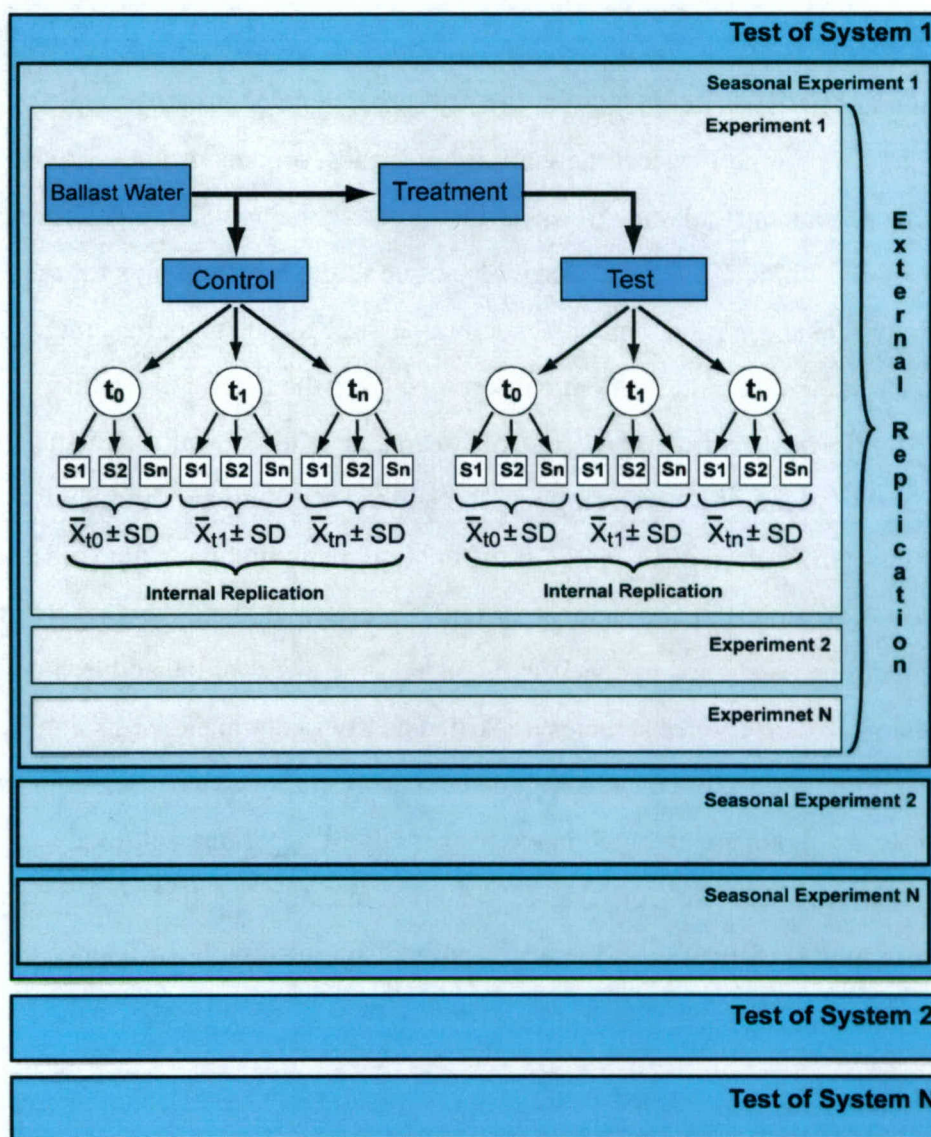 Test of System 1
Seasonal Experiment 1
Experiment 1
Ballast Water
Treatment
Control
Test
t0 t1 tn t0 t1 tn
S1 S2 Sn S1 S2 Sn S1 S2 Sn S1 S2 Sn S1 S2 Sn S1 S2 Sn
X̅t0 ± SD X̅t1 ± SD X̅tn ± SD X̅t0 ± SD X̅t1 ± SD X̅tn ± SD
Internal Replication Internal Replication
External Replication
Experiment 2
Experimnet N
Seasonal Experiment 2
Seasonal Experiment N
Test of System 2
Test of System N